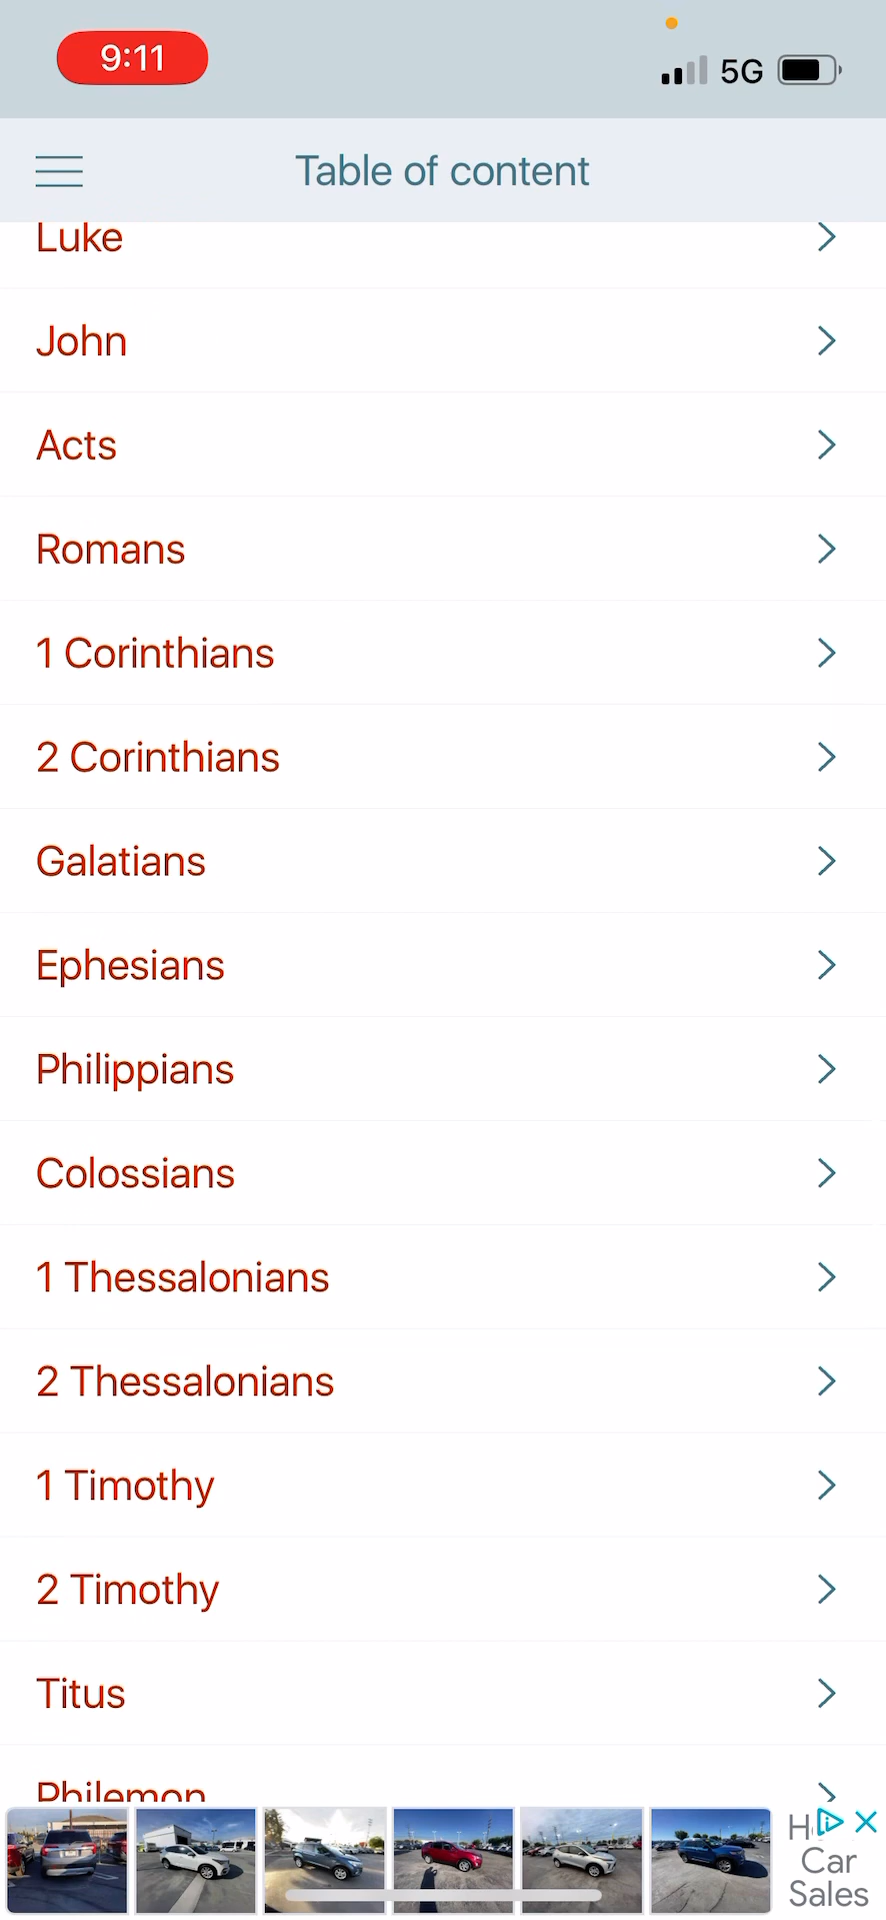 9:11
5G
Table of content
Luke
John
Acts
Romans
1 Corinthians
2 Corinthians
Galatians
Ephesians
Philippians
Colossians
1 Thessalonians
2 Thessalonians
1 Timothy
2 Timothy
Titus
Philemon
Car
Sales